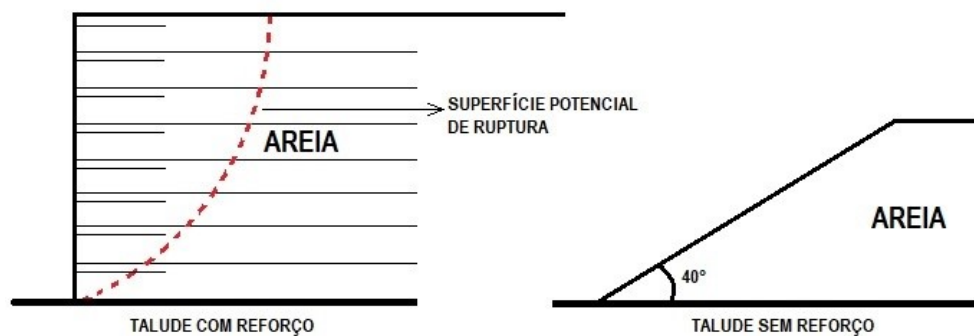 SUPERFÍCIE POTENCIAL
DE RUPTURA
AREIA
TALUDE COM REFORÇO
AREIA
40°
TALUDE SEM REFORÇO